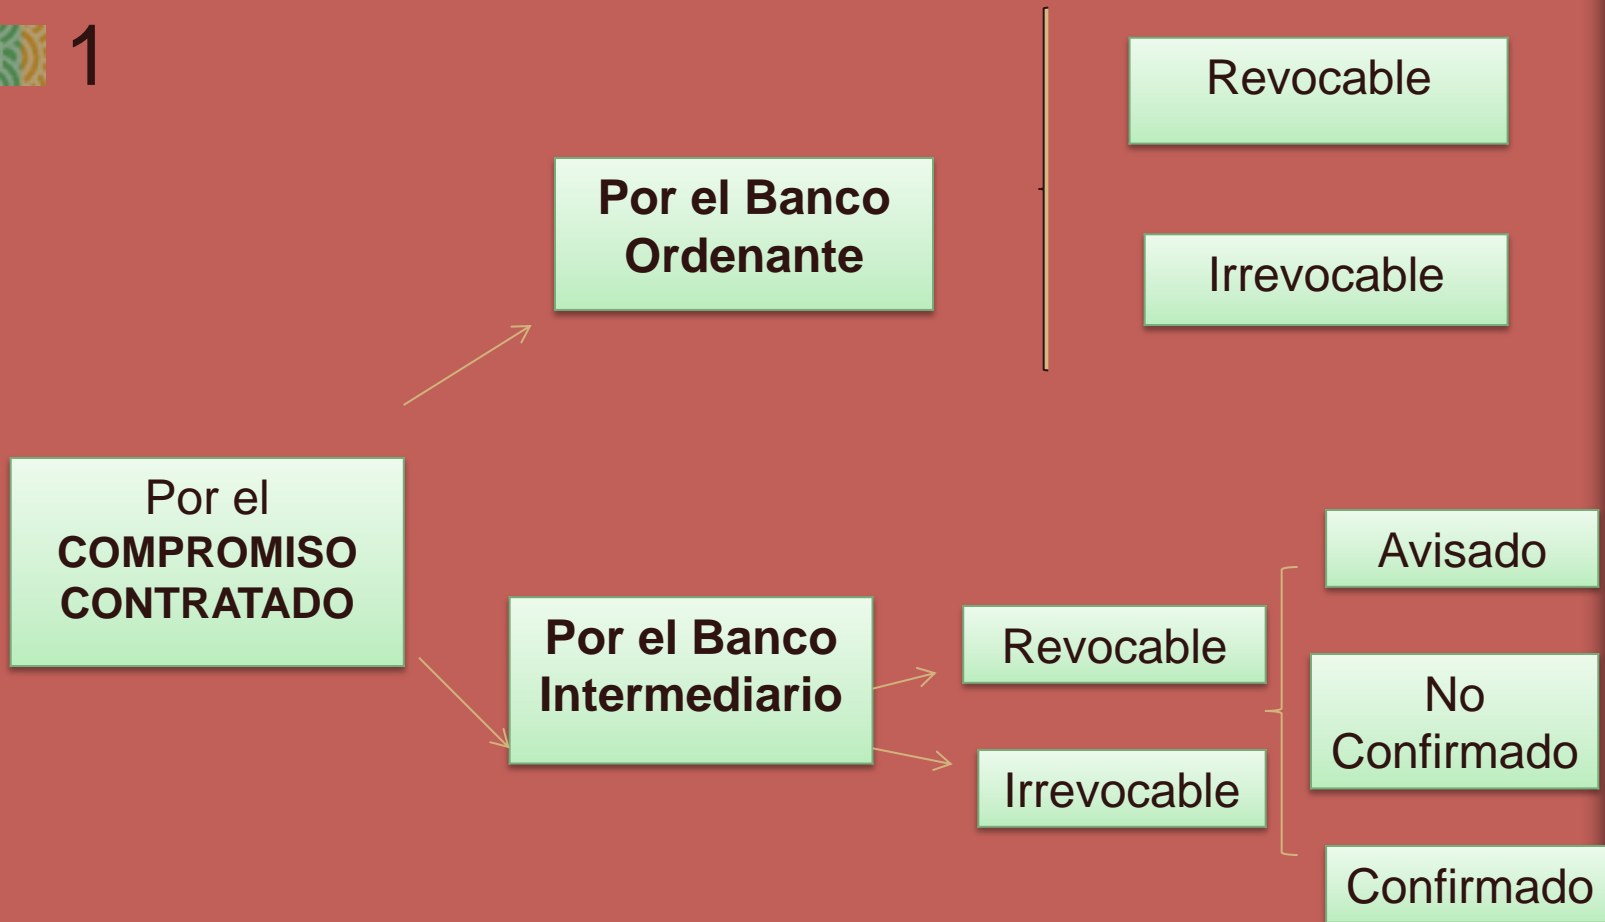 1
Revocable
Por el Banco
Ordenante
Irrevocable
Por el
COMPROMISO
CONTRATADO
Por el Banco
Intermediario
Revocable
Irrevocable
Avisado
No
Confirmado
Confirmado